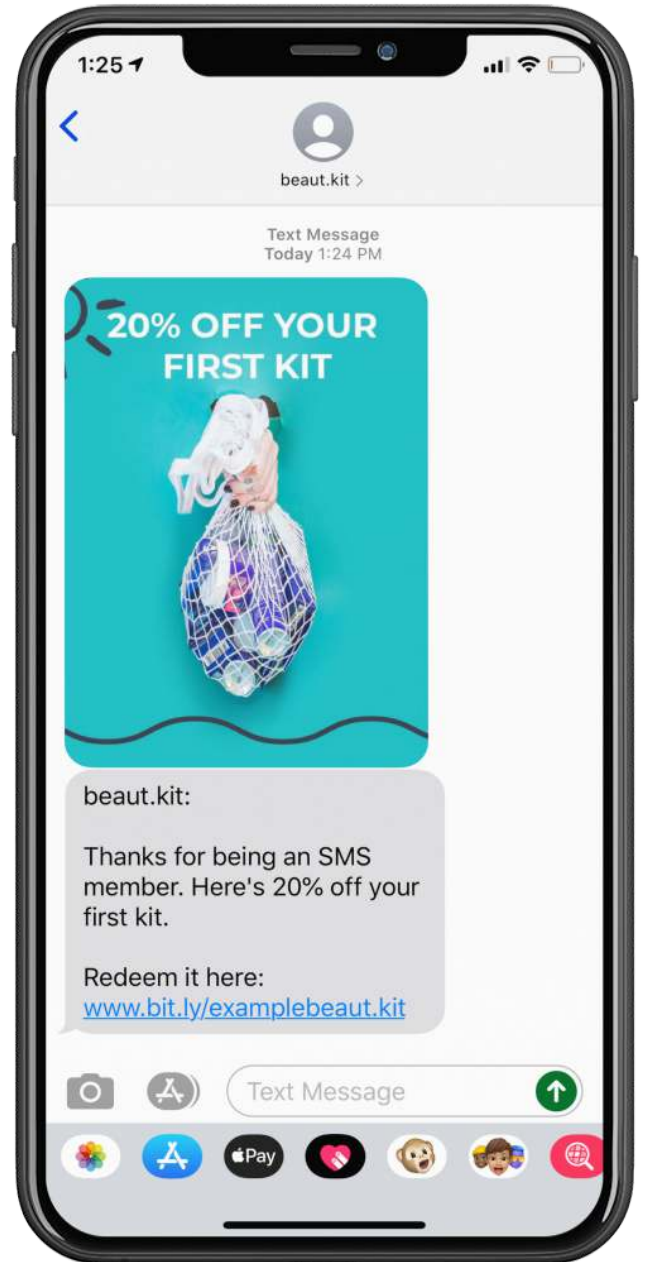 1:25
beaut.kit >
Text Message
Today 1:24 PM
20% OFF YOUR
FIRST KIT
beaut.kit:
Thanks for being an SMS
member. Here's 20% off your
first kit.
Redeem it here:
www.bit.ly/examplebeaut.kit
Text Message
Pay